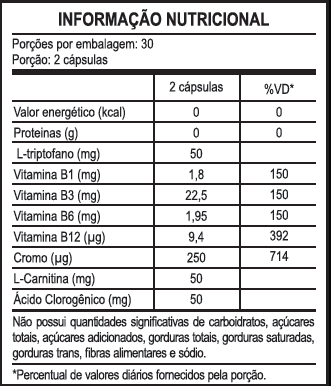 INFORMAÇÃO NUTRICIONAL
Porções por embalagem: 30
Porção: 2 cápsulas
2 cápsulas %VD*
Valor energético (kcal) 0 0
Proteinas (g) 0 0
L-triptofano (mg) 50
Vitamina B1 (mg) 1,8 150
Vitamina B3 (mg) 22,5 150
Vitamina B6 (mg) 1,95 150
Vitamina B12 (µg) 9,4 392
Cromo (µg) 250 714
L-Carnitina (mg) 50
Ácido Clorogênico (mg) 50
Não possui quantidades significativas de carboidratos, açúcares
totais, açúcares adicionados, gorduras totais, gorduras saturadas,
gorduras trans, fibras alimentares e sódio.
*Percentual de valores diários fornecidos pela porção.